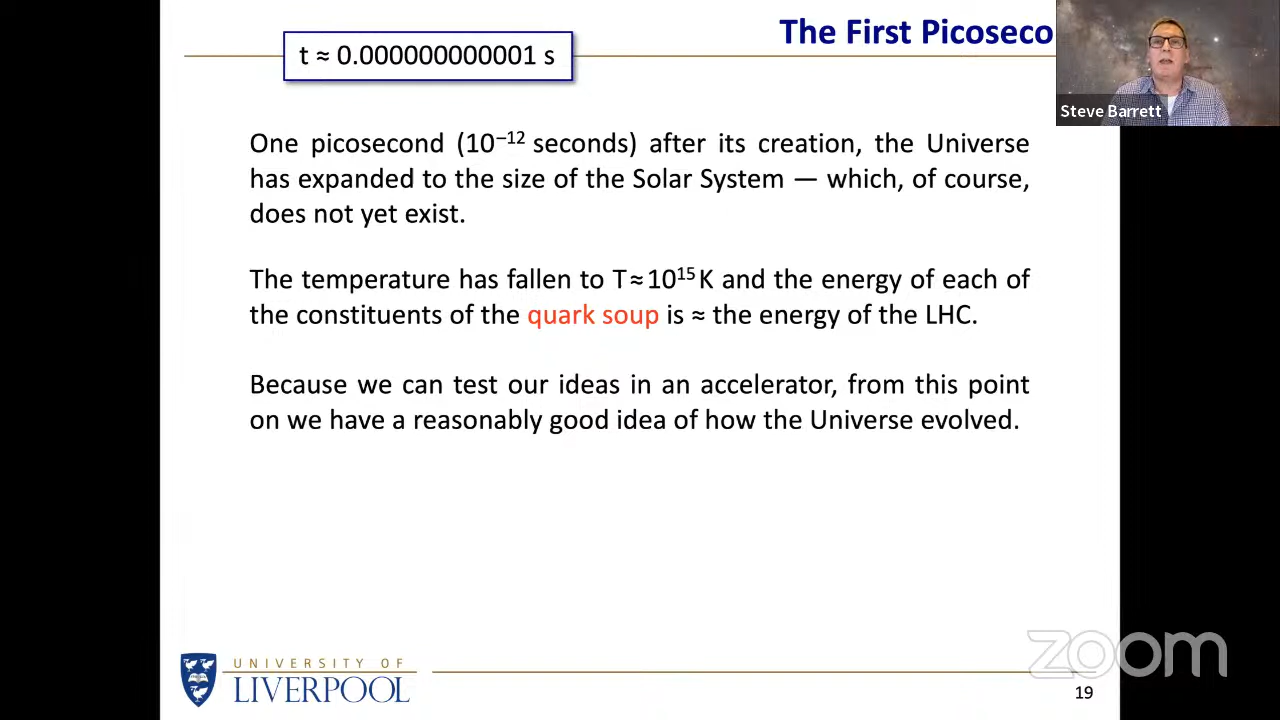 t ≈ 0.000000000001 s
The First Picoseco
Steve Barrett
One picosecond (10⁻¹² seconds) after its creation, the Universe
has expanded to the size of the Solar System — which, of course,
does not yet exist.
The temperature has fallen to T≈10¹⁵ K and the energy of each of
the constituents of the quark soup is ≈ the energy of the LHC.
Because we can test our ideas in an accelerator, from this point
on we have a reasonably good idea of how the Universe evolved.
UNIVERSITY OF
LIVERPOOL
zoom
19